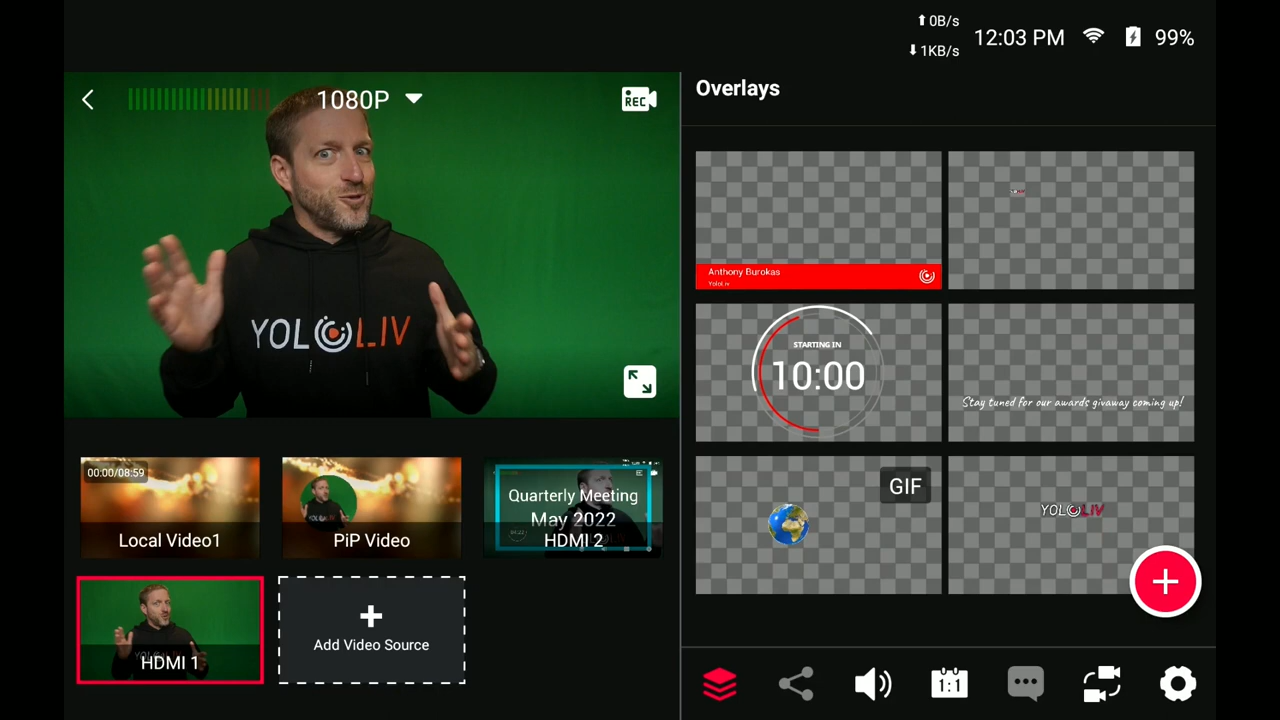 0B/s
1KB/s
12:03 PM
99%
1080P
REC
YOLOLIV
Overlays
Anthony Burokas
YoloLiv
STARTING IN
10:00
Stay tuned for our awards givaway coming up!
GIF
YOLOLIV
00:00/08:59
Local Video1
PiP Video
Quarterly Meeting
May 2022
HDMI 2
HDMI 1
Add Video Source
1:1